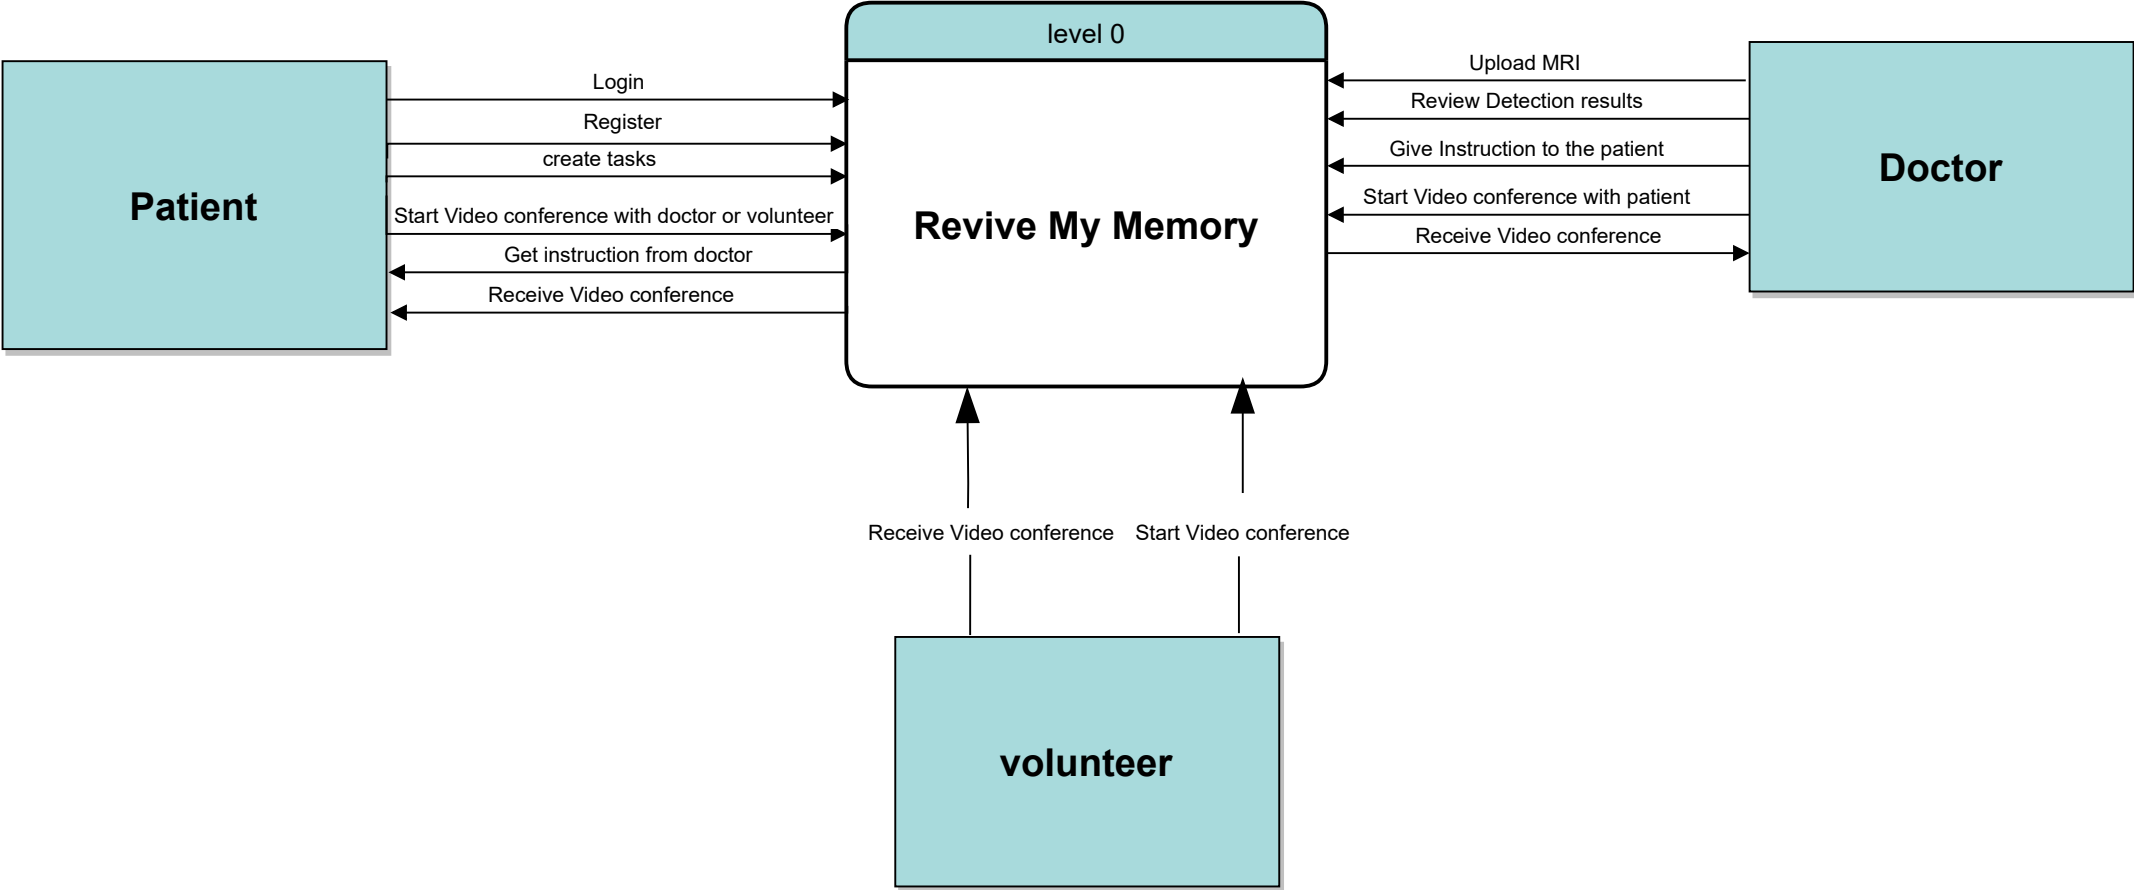 level 0
Patient
Login
Register
create tasks
Start Video conference with doctor or volunteer
Get instruction from doctor
Receive Video conference
Revive My Memory
Upload MRI
Review Detection results
Give Instruction to the patient
Start Video conference with patient
Receive Video conference
Doctor
Receive Video conference
Start Video conference
volunteer